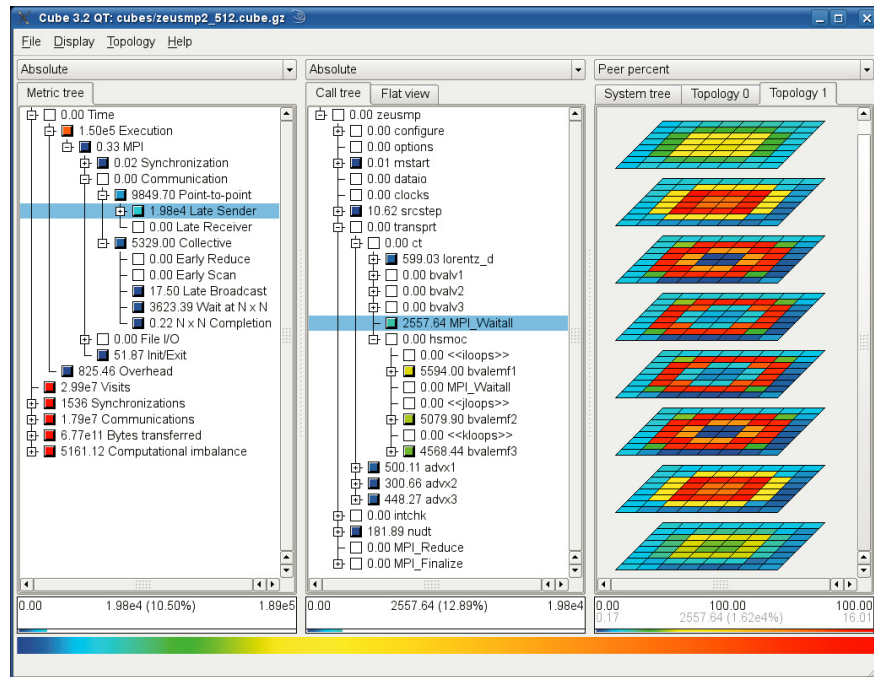 Cube 3.2 QT: cubes/zeusmp2_512.cube.gz
File Display Topology Help
Absolute
Metric tree
0.00 Time
1.50e5 Execution
0.33 MPI
0.02 Synchronization
0.00 Communication
9849.70 Point-to-point
1.98e4 Late Sender
0.00 Late Receiver
5329.00 Collective
0.00 Early Reduce
0.00 Early Scan
17.50 Late Broadcast
3623.39 Wait at N x N
0.22 N x N Completion
0.00 File I/O
51.87 Init/Exit
825.46 Overhead
2.99e7 Visits
1536 Synchronizations
1.79e7 Communications
6.77e11 Bytes transferred
5161.12 Computational imbalance
0.00 1.98e4 (10.50%) 1.89e5
Absolute
Call tree Flat view
0.00 zeusmp
0.00 configure
0.00 options
0.01 mstart
0.00 dataio
0.00 clocks
10.62 srcstep
0.00 transprt
0.00 ct
599.03 lorentz_d
0.00 bvalv1
0.00 bvalv2
0.00 bvalv3
2557.64 MPI_Waitall
0.00 hsmoc
0.00 <<iloops>>
5594.00 bvalemf1
0.00 MPI_Waitall
0.00 <<jloops>>
5079.90 bvalemf2
0.00 <<kloops>>
4568.44 bvalemf3
500.11 advx1
300.66 advx2
448.27 advx3
0.00 intchk
181.89 nudt
0.00 MPI_Reduce
0.00 MPI_Finalize
0.00 2557.64 (12.89%) 1.98e4
Peer percent
System tree Topology 0 Topology 1
0.00 100.00 100.00
0.17 2557.64 (1.62e4%) 16.01